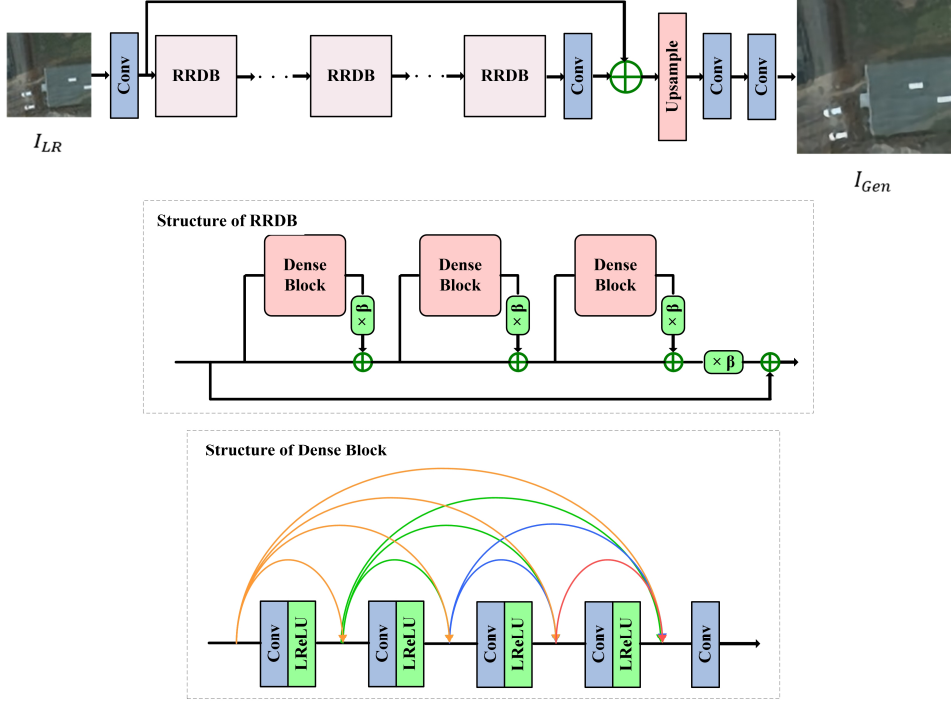 Conv
RRDB
RRDB
RRDB
Conv
Upsample
Conv
Conv
I_LR
I_Gen
Structure of RRDB
Dense
Block
× β
Dense
Block
× β
Dense
Block
× β
× β
Structure of Dense Block
Conv
LReLU
Conv
LReLU
Conv
LReLU
Conv
LReLU
Conv